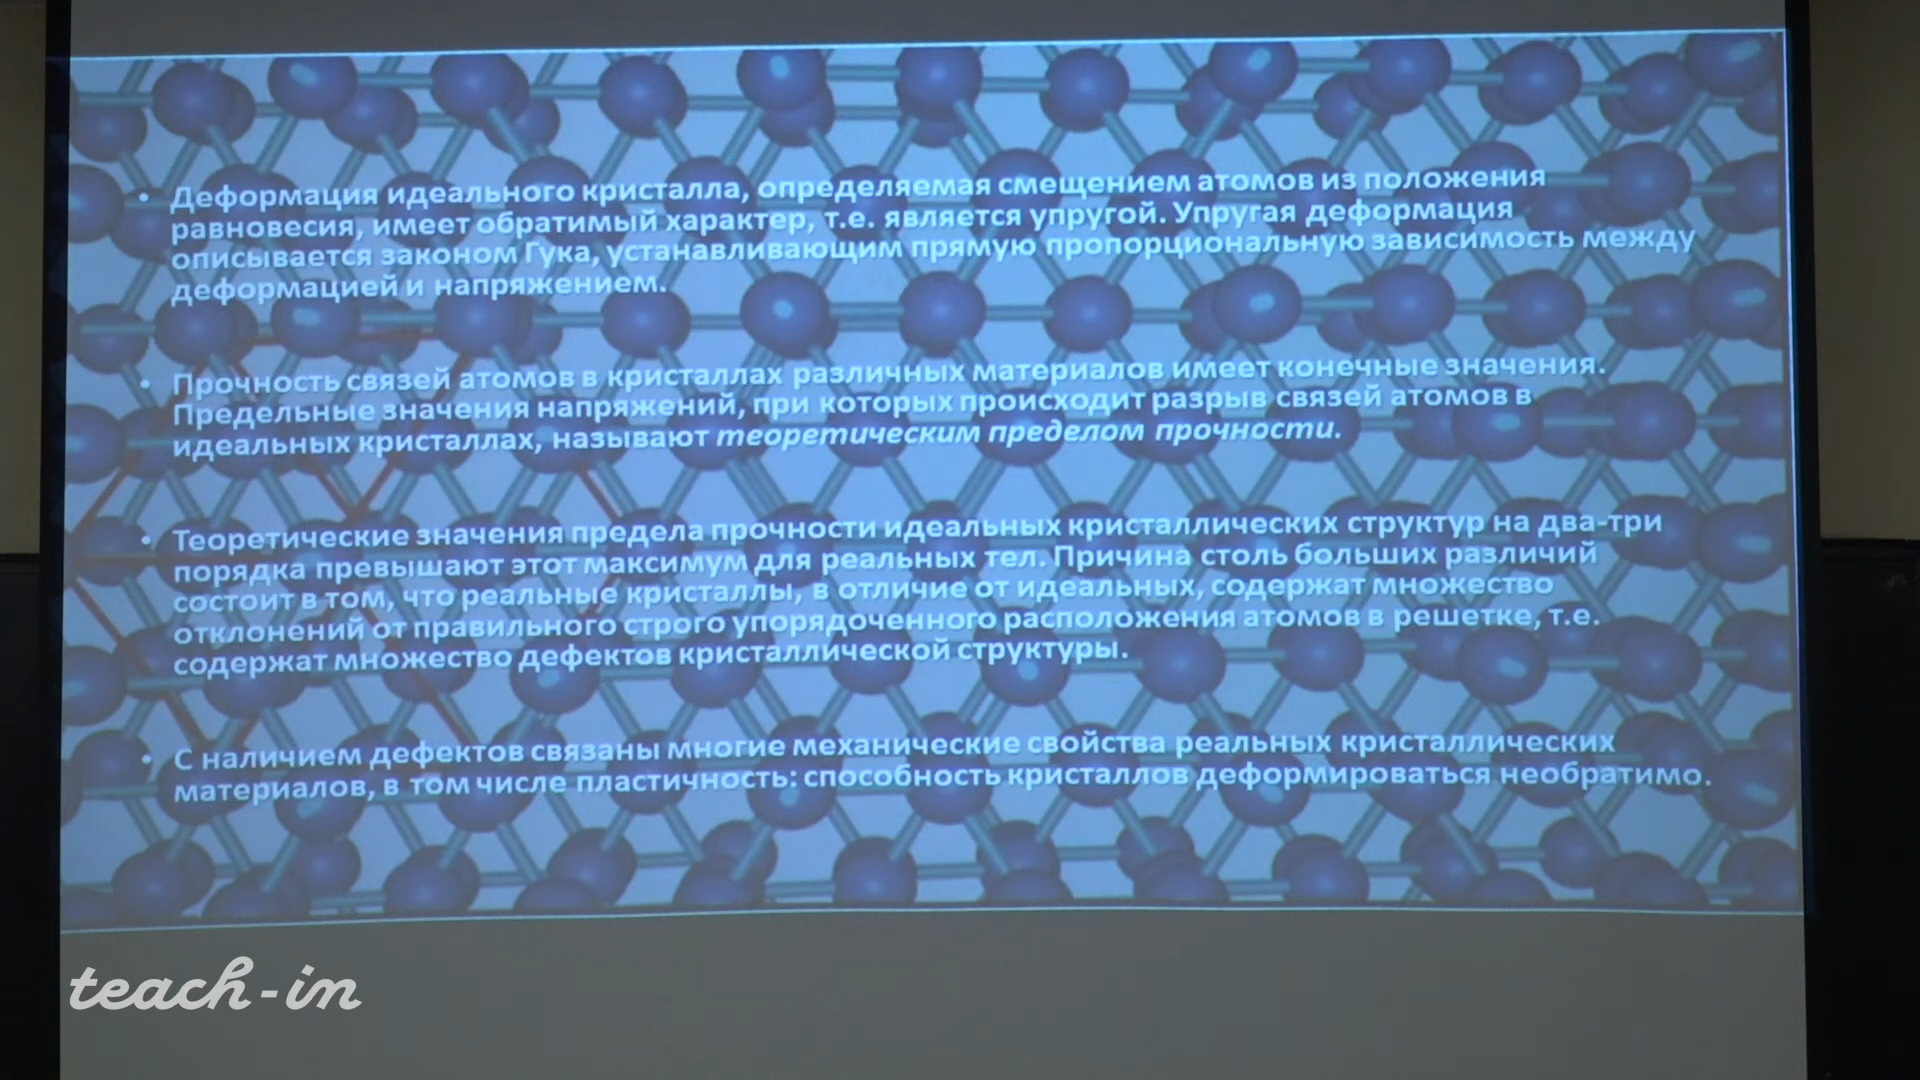 • Деформация идеального кристалла, определяемая смещением атомов из положения
равновесия, имеет обратимый характер, т.е. является упругой. Упругая деформация
описывается законом Гука, устанавливающим прямую пропорциональную зависимость между
деформацией и напряжением.
• Прочность связей атомов в кристаллах различных материалов имеет конечные значения.
Предельные значения напряжений, при которых происходит разрыв связей атомов в
идеальных кристаллах, называют теоретическим пределом прочности.
• Теоретические значения предела прочности идеальных кристаллических структур на два-три
порядка превышают этот максимум для реальных тел. Причина столь больших различий
состоит в том, что реальные кристаллы, в отличие от идеальных, содержат множество
отклонений от правильного строго упорядоченного расположения атомов в решетке, т.е.
содержат множество дефектов кристаллической структуры.
• С наличием дефектов связаны многие механические свойства реальных кристаллических
материалов, в том числе пластичность: способность кристаллов деформироваться необратимо.
teach-in